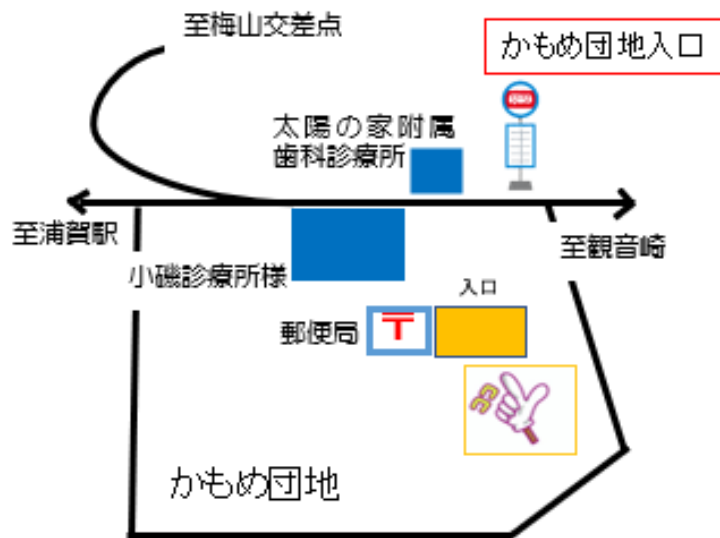 至梅山交差点
かもめ団地入口
太陽の家附属
歯科診療所
至浦賀駅
至観音崎
小磯診療所様
入口
郵便局
〒
ココ
かもめ団地